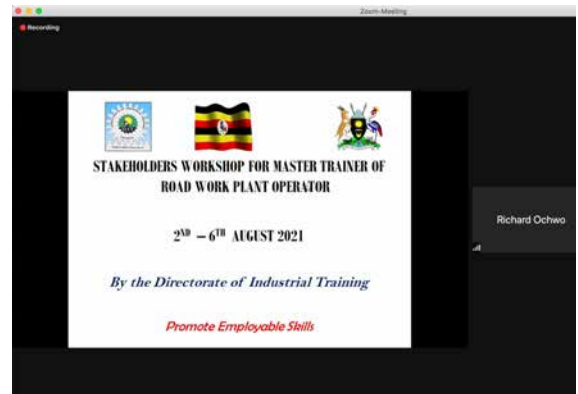 Zoom Meeting
Recording
STAKEHOLDERS WORKSHOP FOR MASTER TRAINER OF
ROAD WORK PLANT OPERATOR
2ND – 6TH AUGUST 2021
By the Directorate of Industrial Training
Promote Employable Skills
Richard Ochwo